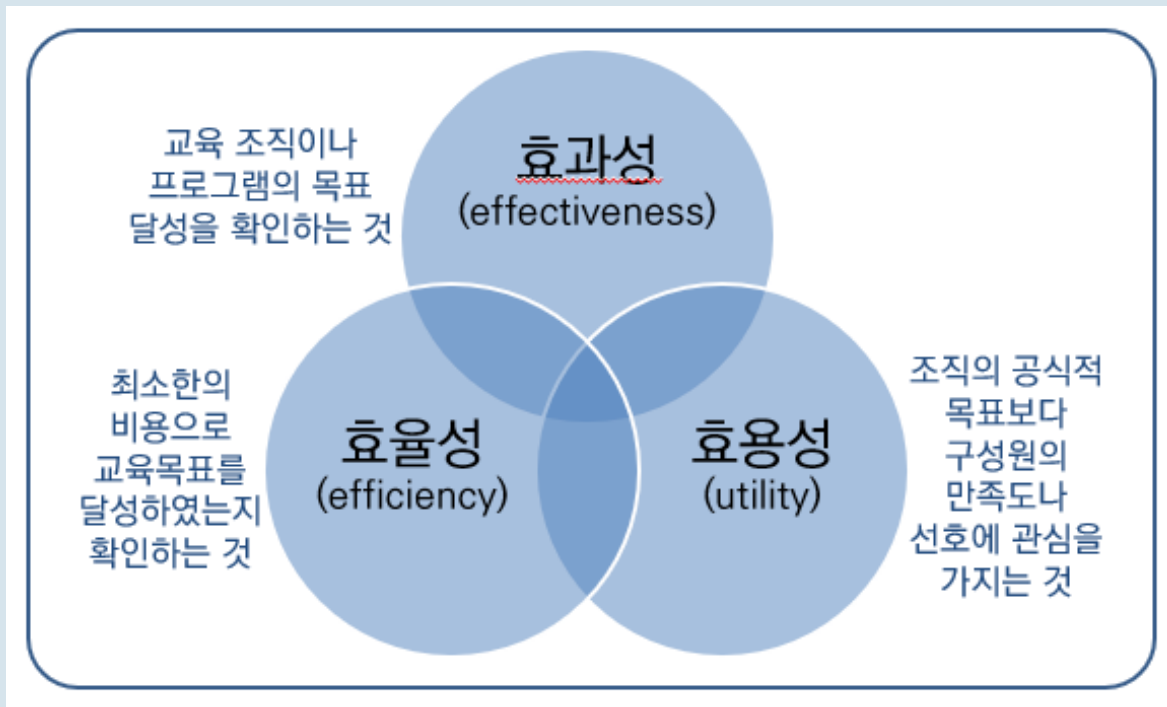 교육 조직이나
프로그램의 목표
달성을 확인하는 것
효과성
(effectiveness)
최소한의
비용으로
교육목표를
달성하였는지
확인하는 것
효율성
(efficiency)
효용성
(utility)
조직의 공식적
목표보다
구성원의
만족도나
선호에 관심을
가지는 것